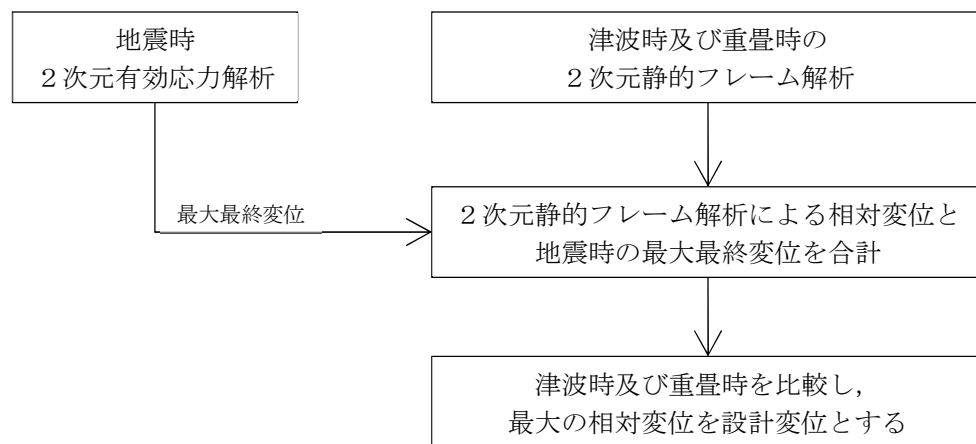 地震時
２次元有効応力解析
津波時及び重畳時の
２次元静的フレーム解析
最大最終変位
２次元静的フレーム解析による相対変位と
地震時の最大最終変位を合計
津波時及び重畳時を比較し，
最大の相対変位を設計変位とする